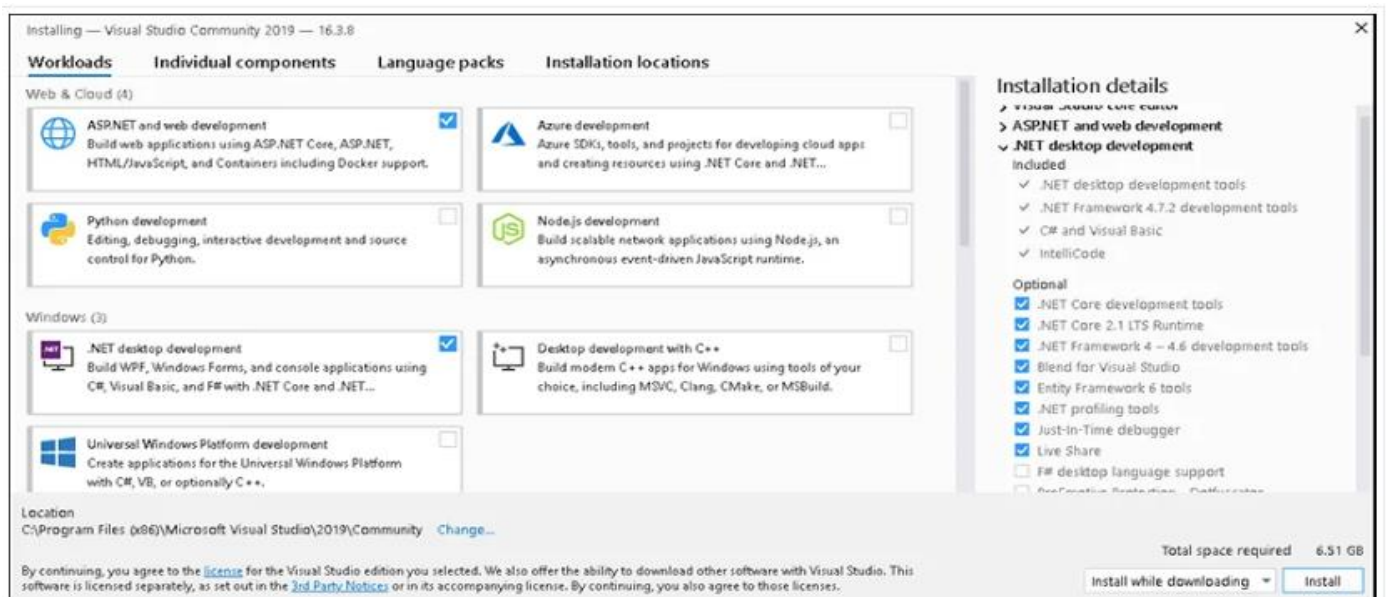 Installing — Visual Studio Community 2019 — 16.3.8
Workloads
Individual components
Language packs
Installation locations
Web & Cloud (4)
ASP.NET and web development
Build web applications using ASP.NET Core, ASP.NET,
HTML/JavaScript, and Containers including Docker support.
Azure development
Azure SDKs, tools, and projects for developing cloud apps
and creating resources using .NET Core and .NET...
Python development
Editing, debugging, interactive development and source
control for Python.
Node.js development
Build scalable network applications using Node.js, an
asynchronous event-driven JavaScript runtime.
Windows (3)
.NET desktop development
Build WPF, Windows Forms, and console applications using
C#, Visual Basic, and F# with .NET Core and .NET...
Desktop development with C++
Build modern C++ apps for Windows using tools of your
choice, including MSVC, Clang, CMake, or MSBuild.
Universal Windows Platform development
Create applications for the Universal Windows Platform
with C#, VB, or optionally C++.
Installation details
Visual Studio core editor
ASP.NET and web development
.NET desktop development
Included
.NET desktop development tools
.NET Framework 4.7.2 development tools
C# and Visual Basic
IntelliCode
Optional
.NET Core development tools
.NET Core 2.1 LTS Runtime
.NET Framework 4 – 4.6 development tools
Blend for Visual Studio
Entity Framework 6 tools
.NET profiling tools
Just-In-Time debugger
Live Share
F# desktop language support
Location
C:\Program Files (x86)\Microsoft Visual Studio\2019\Community Change...
Total space required 6.51 GB
By continuing, you agree to the license for the Visual Studio edition you selected. We also offer the ability to download other software with Visual Studio. This
software is licensed separately, as set out in the 3rd Party Notices or in its accompanying license. By continuing, you also agree to those licenses.
Install while downloading
Install